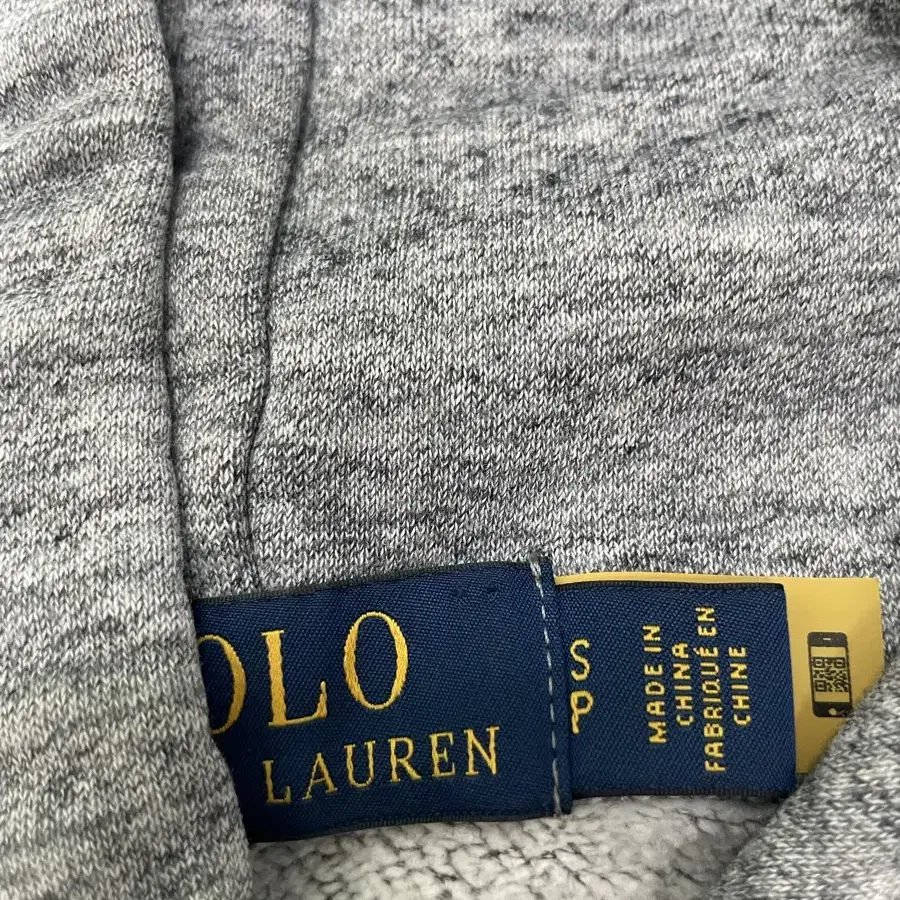 OLO
LAUREN
S
P
MADE IN
CHINA
FABRIQUÉ EN
CHINE